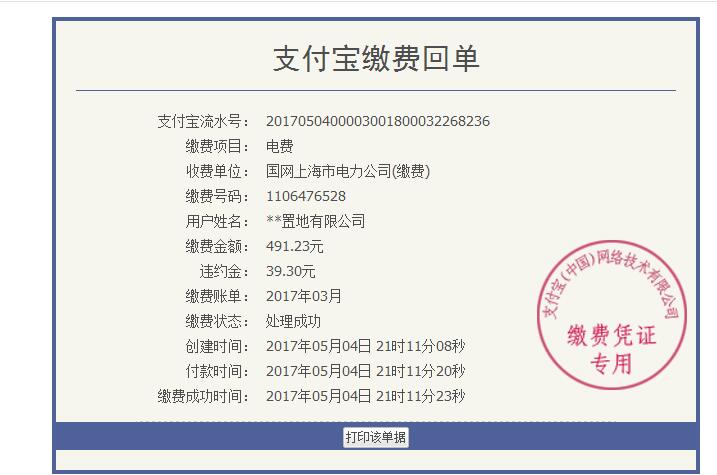 支付宝缴费回单
支付宝流水号： 2017050400003001800032268236
缴费项目： 电费
收费单位： 国网上海市电力公司(缴费)
缴费号码： 1106476528
用户姓名： **置地有限公司
缴费金额： 491.23元
违约金： 39.30元
缴费账单： 2017年03月
缴费状态： 处理成功
创建时间： 2017年05月04日 21时11分08秒
付款时间： 2017年05月04日 21时11分20秒
缴费成功时间： 2017年05月04日 21时11分23秒
支付宝(中国)网络技术有限公司
缴费凭证
专用
打印该单据